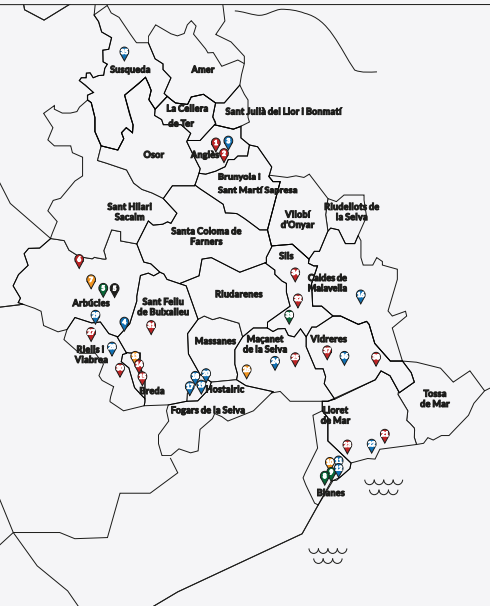 Susqueda
Amer
La Cellera
de Ter
Sant Julià del Llor i Bonmatí
Osor
Anglès
Brunyola i
Sant Martí Sapresa
Sant Hilari
Sacalm
Vilobí
d'Onyar
Riudellots de
la Selva
Santa Coloma de
Farners
Sils
Caldes de
Malavella
Arbúcies
Sant Feliu
de Buixalleu
Riudarenes
Riells i
Viabrea
Massanes
Maçanet
de la Selva
Vidreres
Breda
Hostalric
Fogars de la Selva
Lloret
de Mar
Tossa
de Mar
Blanes